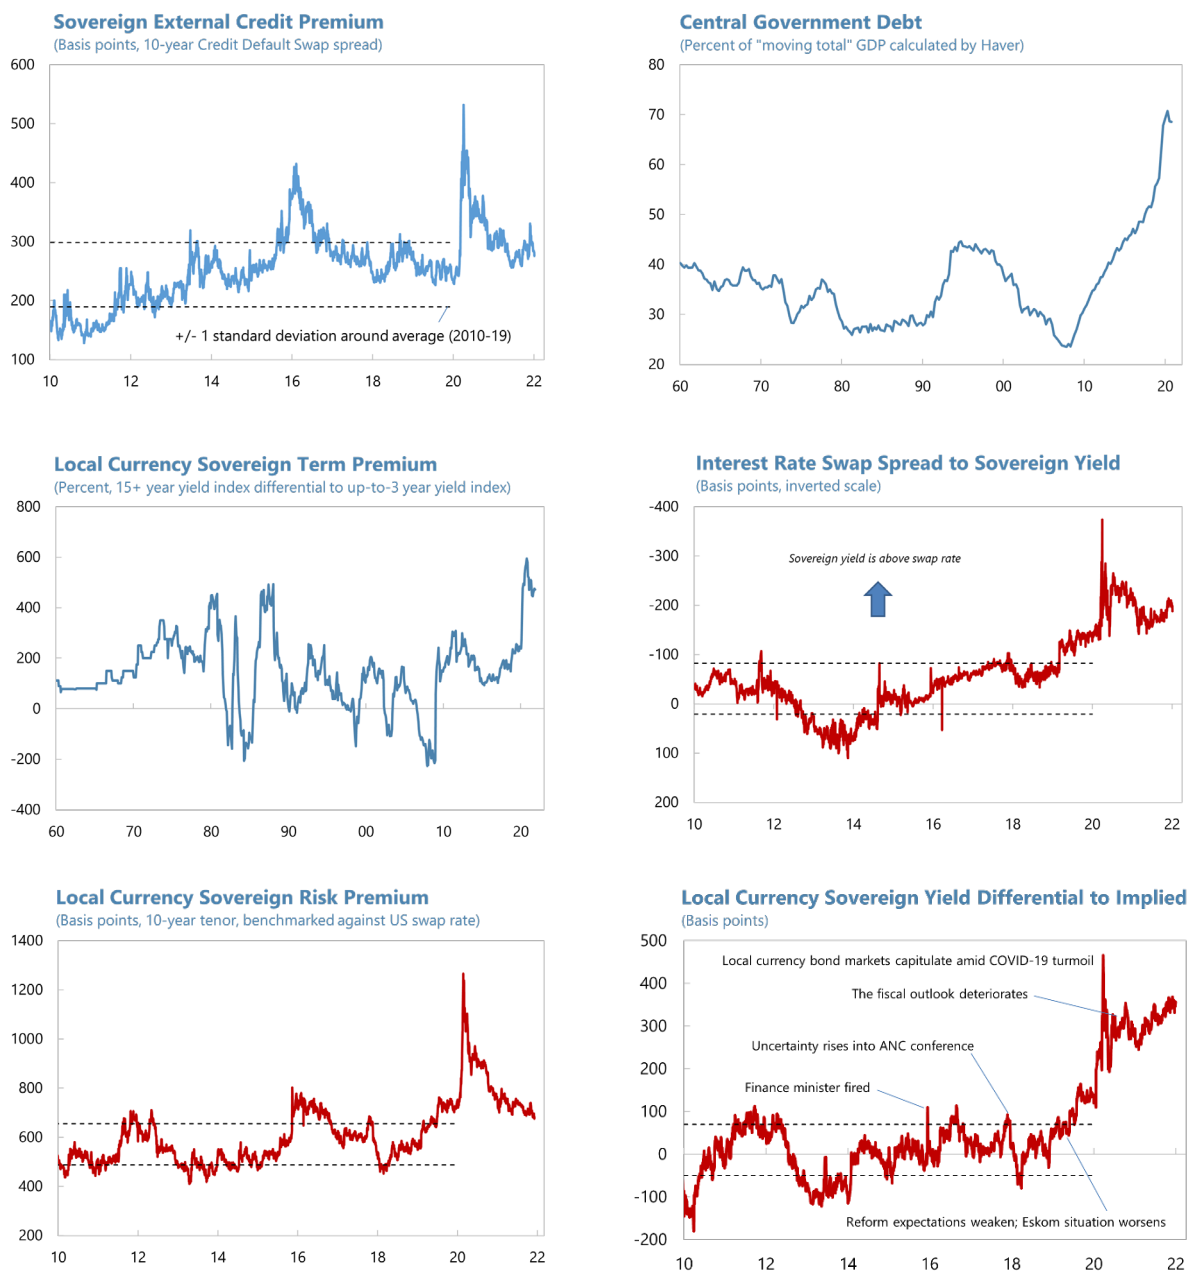 Sovereign External Credit Premium
(Basis points, 10-year Credit Default Swap spread)
600
500
400
300
200
100
+/- 1 standard deviation around average (2010-19)
10 12 14 16 18 20 22
Central Government Debt
(Percent of "moving total" GDP calculated by Haver)
80
70
60
50
40
30
20
60 70 80 90 00 10 20
Local Currency Sovereign Term Premium
(Percent, 15+ year yield index differential to up-to-3 year yield index)
800
600
400
200
0
-200
-400
60 70 80 90 00 10 20
Interest Rate Swap Spread to Sovereign Yield
(Basis points, inverted scale)
-400
-300
Sovereign yield is above swap rate
-200
-100
0
100
200
10 12 14 16 18 20 22
Local Currency Sovereign Risk Premium
(Basis points, 10-year tenor, benchmarked against US swap rate)
1400
1200
1000
800
600
400
200
10 12 14 16 18 20 22
Local Currency Sovereign Yield Differential to Implied
(Basis points)
500
Local currency bond markets capitulate amid COVID-19 turmoil
400
The fiscal outlook deteriorates
300
Uncertainty rises into ANC conference
200
Finance minister fired
100
0
-100
Reform expectations weaken; Eskom situation worsens
-200
10 12 14 16 18 20 22